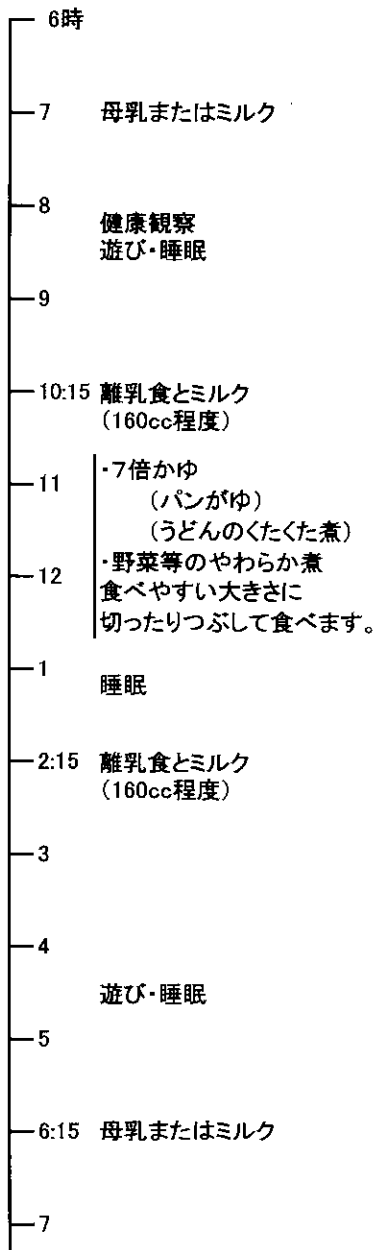 6時
7 母乳またはミルク
8
健康観察
遊び・睡眠
9
10:15 離乳食とミルク
(160cc程度)
・7倍かゆ
11
(パンがゆ)
(うどんのくたくた煮)
・野菜等のやわらか煮
12
食べやすい大きさに
切ったりつぶして食べます。
1
睡眠
2:15 離乳食とミルク
(160cc程度)
3
4
遊び・睡眠
5
6:15 母乳またはミルク
7